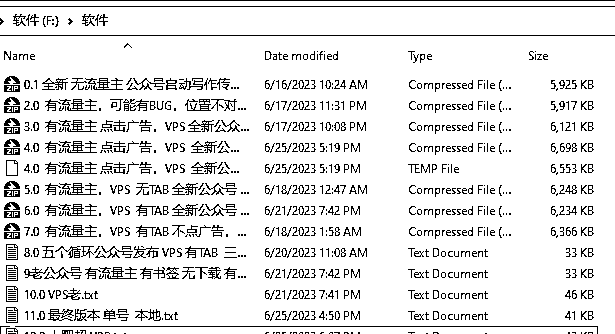 软件 (F:) › 软件
Name Date modified Type Size
0.1 全新 无流量主 公众号自动写作传... 6/16/2023 10:24 AM Compressed File (... 5,925 KB
2.0 有流量主，可能有BUG，位置不对... 6/17/2023 11:31 PM Compressed File (... 5,917 KB
3.0 有流量主 点击广告，VPS 全新公众... 6/17/2023 10:08 PM Compressed File (... 6,121 KB
4.0 有流量主 点击广告，VPS 全新公... 6/25/2023 5:19 PM Compressed File (... 6,698 KB
4.0 有流量主 点击广告，VPS 全新公... 6/25/2023 5:19 PM TEMP File 6,553 KB
5.0 有流量主，VPS 无TAB 全新公众号 ... 6/18/2023 12:47 AM Compressed File (... 6,248 KB
6.0 有流量主，VPS 有TAB 全新公众号 ... 6/21/2023 7:42 PM Compressed File (... 6,234 KB
7.0 有流量主，VPS 有TAB 不点广告，... 6/18/2023 1:58 AM Compressed File (... 6,366 KB
8.0 五个循环公众号发布 VPS 有TAB 三... 6/20/2023 11:08 AM Text Document 33 KB
9老公众号 有流量主 有书签 无下载 有... 6/21/2023 7:42 PM Text Document 33 KB
10.0 VPS老.txt 6/21/2023 7:41 PM Text Document 46 KB
11.0 最终版本 单号 本地.txt 6/25/2023 4:50 PM Text Document 41 KB